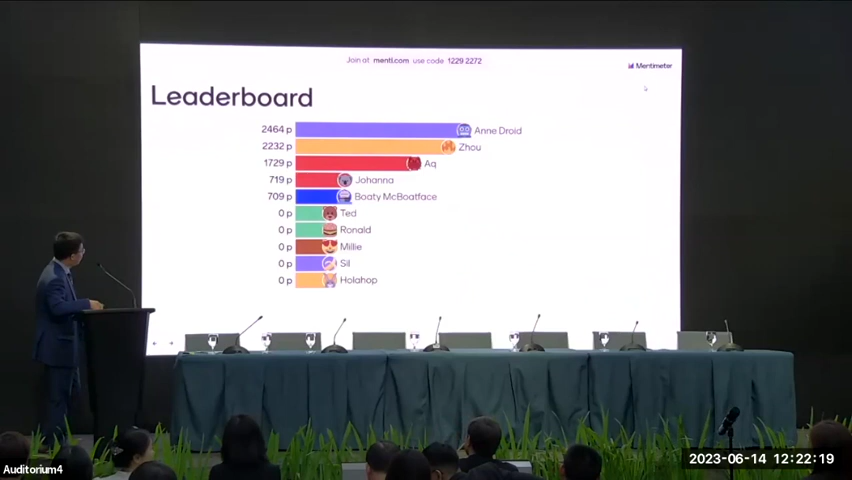 Join at menti.com use code 1229 2272
Mentimeter
Leaderboard
2464 p Anne Droid
2232 p Zhou
1729 p Aq
719 p Johanna
709 p Boaty McBoatface
0 p Ted
0 p Ronald
0 p Millie
0 p Sil
0 p Holahop
Auditorium4
2023-06-14 12:22:19